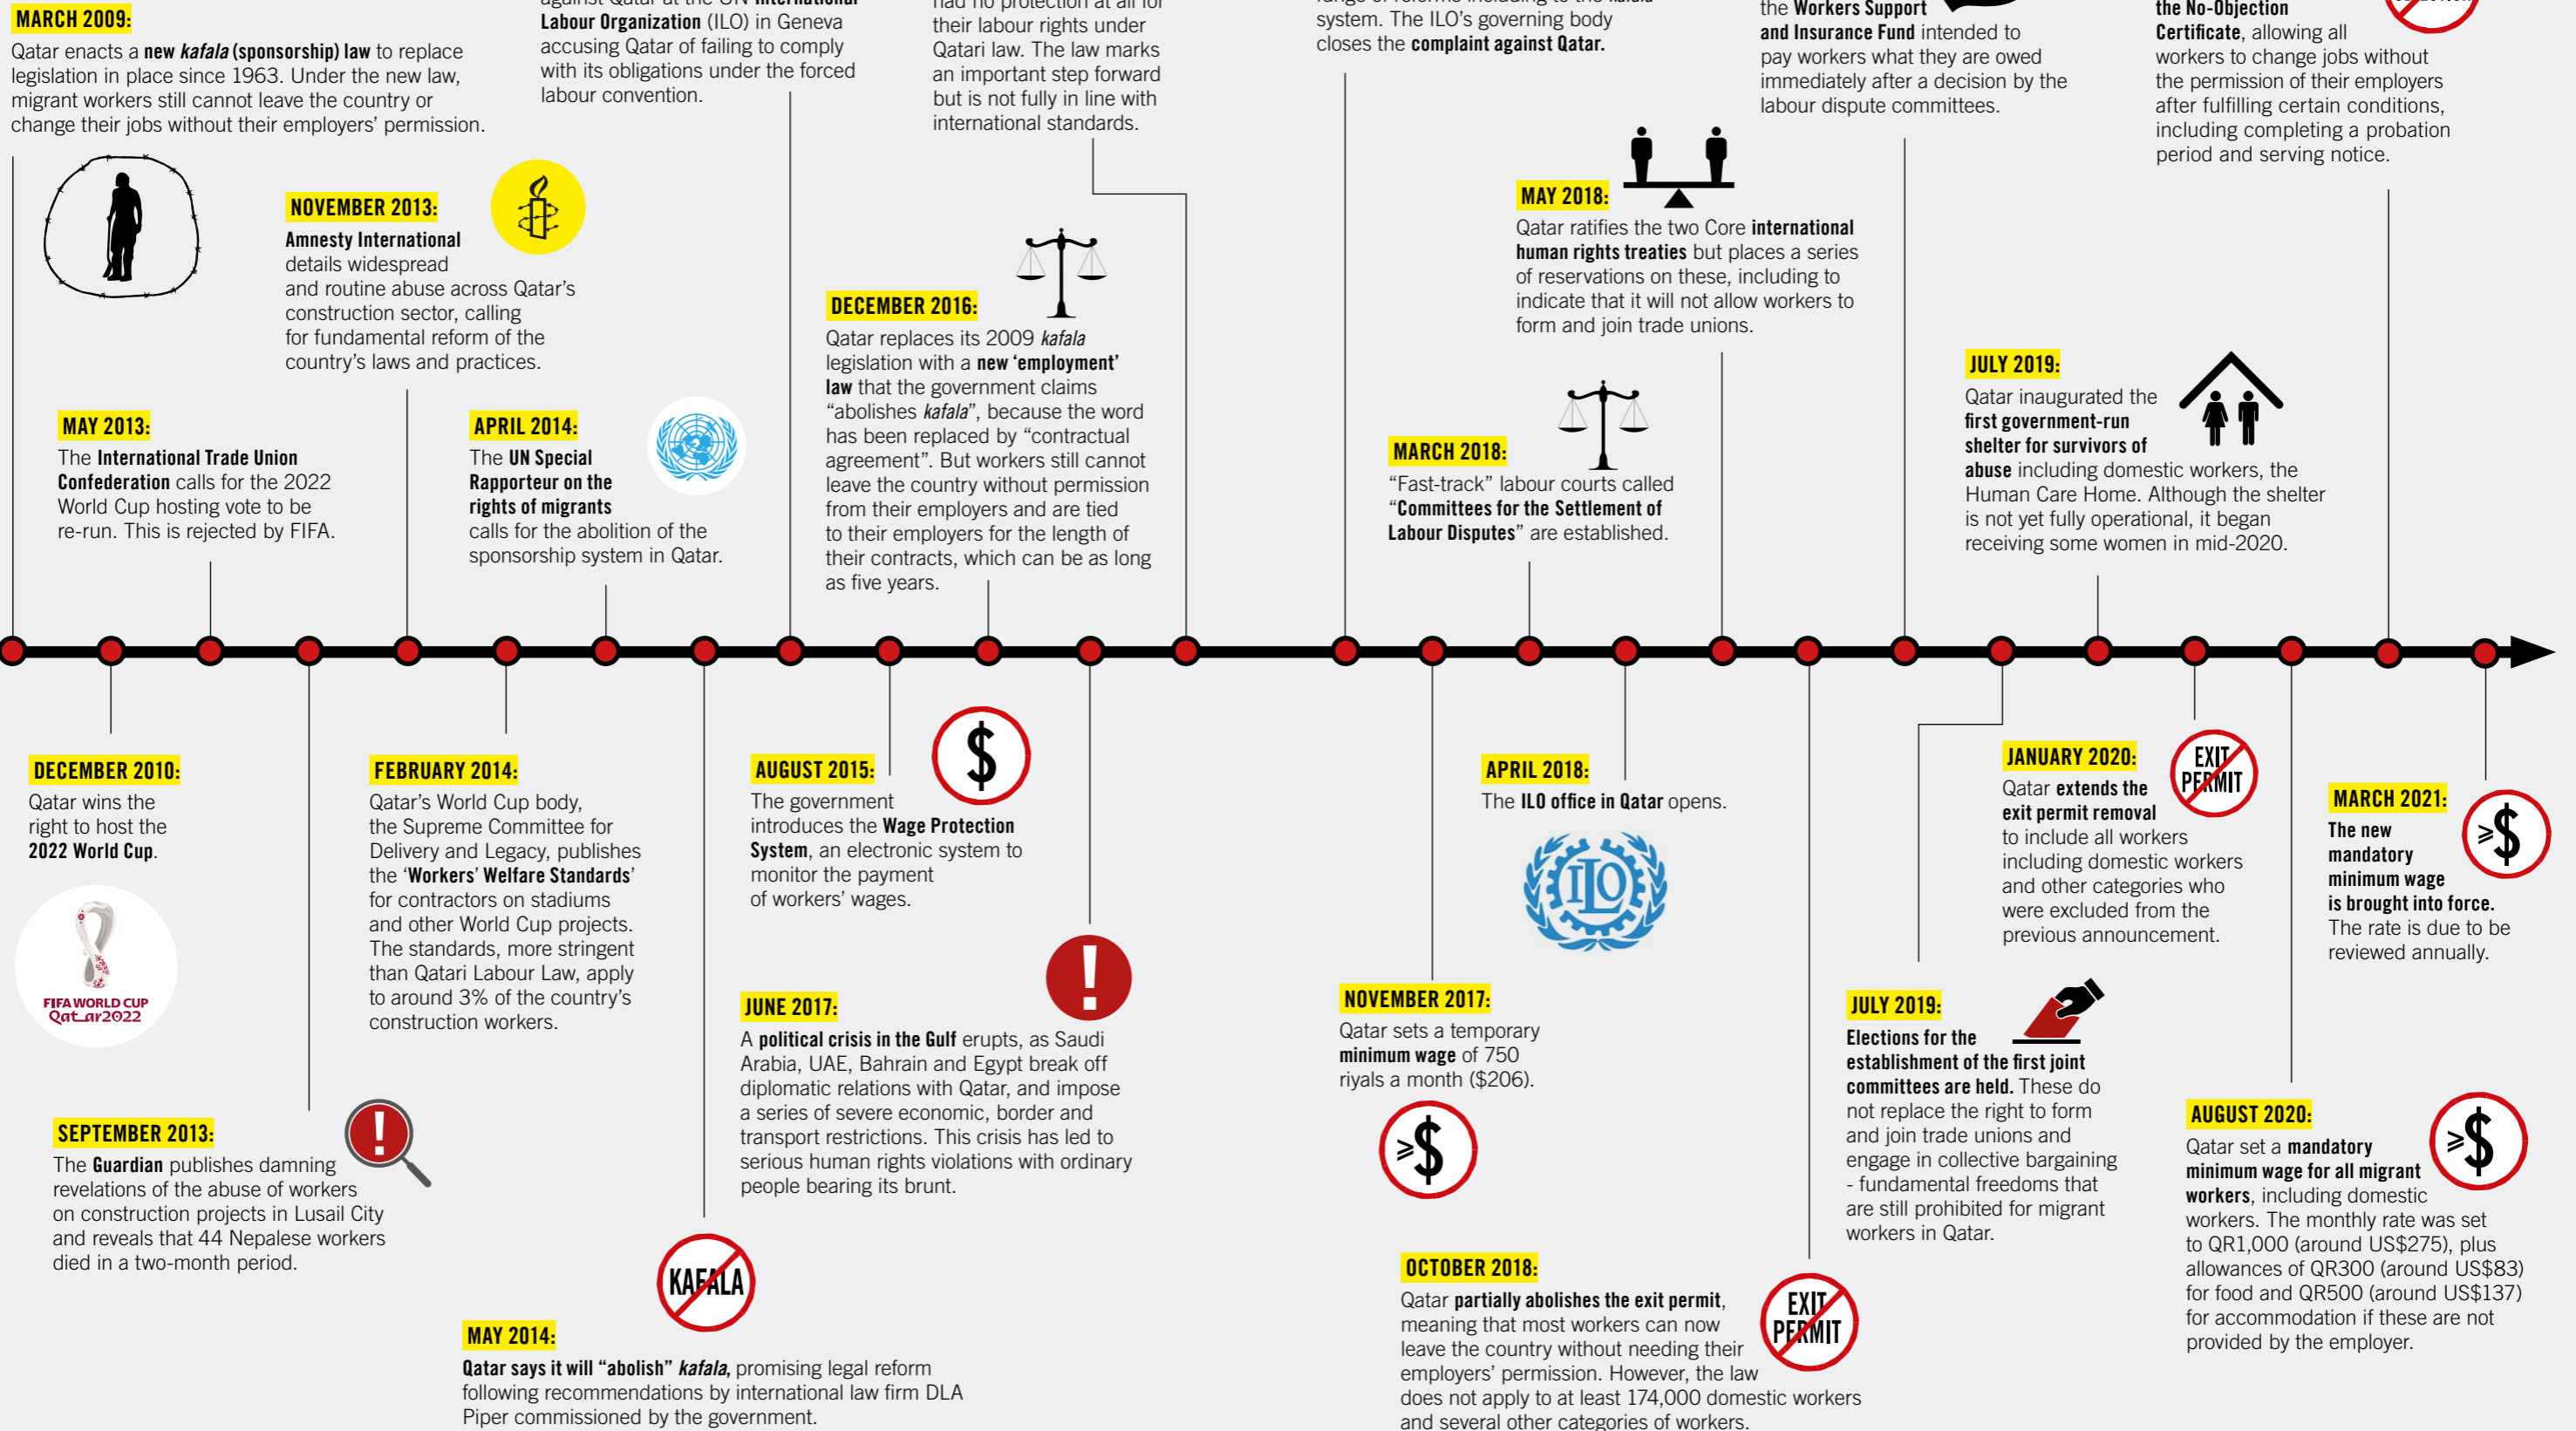 MARCH 2009:
Qatar enacts a new kafala (sponsorship) law to replace
legislation in place since 1963. Under the new law,
migrant workers still cannot leave the country or
change their jobs without their employers’ permission.
against Qatar at the UN International
Labour Organization (ILO) in Geneva
accusing Qatar of failing to comply
with its obligations under the forced
labour convention.
had no protection at all for
their labour rights under
Qatari law. The law marks
an important step forward
but is not fully in line with
international standards.
range of reforms including to the kafala
system. The ILO’s governing body
closes the complaint against Qatar.
the Workers Support
and Insurance Fund intended to
pay workers what they are owed
immediately after a decision by the
labour dispute committees.
the No-Objection
Certificate, allowing all
workers to change jobs without
the permission of their employers
after fulfilling certain conditions,
including completing a probation
period and serving notice.
NOVEMBER 2013:
Amnesty International
details widespread
and routine abuse across Qatar’s
construction sector, calling
for fundamental reform of the
country’s laws and practices.
MAY 2013:
The International Trade Union
Confederation calls for the 2022
World Cup hosting vote to be
re-run. This is rejected by FIFA.
APRIL 2014:
The UN Special
Rapporteur on the
rights of migrants
calls for the abolition of the
sponsorship system in Qatar.
DECEMBER 2016:
Qatar replaces its 2009 kafala
legislation with a new ‘employment’
law that the government claims
“abolishes kafala”, because the word
has been replaced by “contractual
agreement”. But workers still cannot
leave the country without permission
from their employers and are tied
to their employers for the length of
their contracts, which can be as long
as five years.
MAY 2018:
Qatar ratifies the two Core international
human rights treaties but places a series
of reservations on these, including to
indicate that it will not allow workers to
form and join trade unions.
MARCH 2018:
“Fast-track” labour courts called
“Committees for the Settlement of
Labour Disputes” are established.
JULY 2019:
Qatar inaugurated the
first government-run
shelter for survivors of
abuse including domestic workers, the
Human Care Home. Although the shelter
is not yet fully operational, it began
receiving some women in mid-2020.
DECEMBER 2010:
Qatar wins the
right to host the
2022 World Cup.
FIFA WORLD CUP
Qatar2022
SEPTEMBER 2013:
The Guardian publishes damning
revelations of the abuse of workers
on construction projects in Lusail City
and reveals that 44 Nepalese workers
died in a two-month period.
!
FEBRUARY 2014:
Qatar’s World Cup body,
the Supreme Committee for
Delivery and Legacy, publishes
the ‘Workers’ Welfare Standards’
for contractors on stadiums
and other World Cup projects.
The standards, more stringent
than Qatari Labour Law, apply
to around 3% of the country’s
construction workers.
KAFALA
MAY 2014:
Qatar says it will “abolish” kafala, promising legal reform
following recommendations by international law firm DLA
Piper commissioned by the government.
AUGUST 2015:
$
The government
introduces the Wage Protection
System, an electronic system to
monitor the payment
of workers’ wages.
JUNE 2017:
!
A political crisis in the Gulf erupts, as Saudi
Arabia, UAE, Bahrain and Egypt break off
diplomatic relations with Qatar, and impose
a series of severe economic, border and
transport restrictions. This crisis has led to
serious human rights violations with ordinary
people bearing its brunt.
NOVEMBER 2017:
Qatar sets a temporary
minimum wage of 750
riyals a month ($206).
≥$
APRIL 2018:
The ILO office in Qatar opens.
ILO
OCTOBER 2018:
Qatar partially abolishes the exit permit,
meaning that most workers can now
leave the country without needing their
employers’ permission. However, the law
does not apply to at least 174,000 domestic workers
and several other categories of workers.
EXIT
PERMIT
JULY 2019:
Elections for the
establishment of the first joint
committees are held. These do
not replace the right to form
and join trade unions and
engage in collective bargaining
- fundamental freedoms that
are still prohibited for migrant
workers in Qatar.
JANUARY 2020:
Qatar extends the
exit permit removal
to include all workers
including domestic workers
and other categories who
were excluded from the
previous announcement.
EXIT
PERMIT
AUGUST 2020:
Qatar set a mandatory
minimum wage for all migrant
workers, including domestic
workers. The monthly rate was set
to QR1,000 (around US$275), plus
allowances of QR300 (around US$83)
for food and QR500 (around US$137)
for accommodation if these are not
provided by the employer.
≥$
MARCH 2021:
The new
mandatory
minimum wage
is brought into force.
The rate is due to be
reviewed annually.
≥$